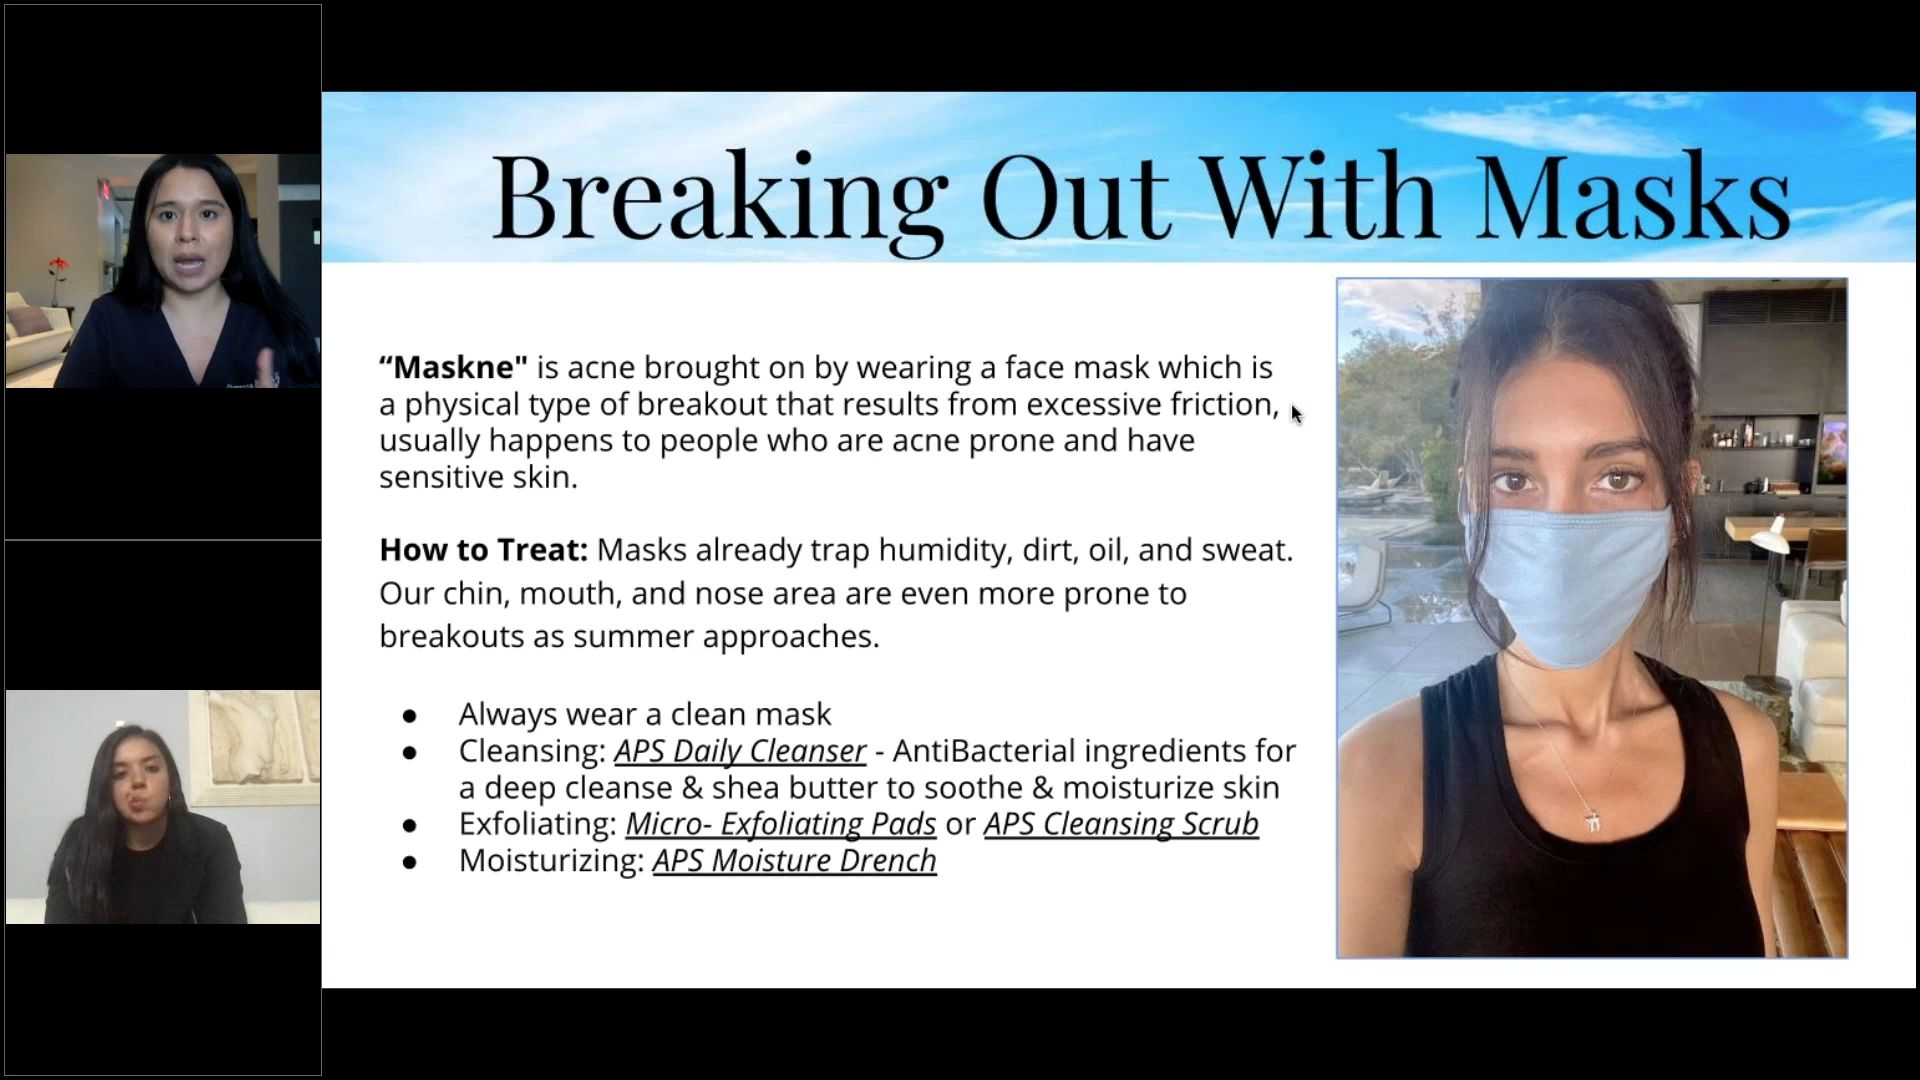 Breaking Out With Masks
“Maskne" is acne brought on by wearing a face mask which is
a physical type of breakout that results from excessive friction,
usually happens to people who are acne prone and have
sensitive skin.
How to Treat: Masks already trap humidity, dirt, oil, and sweat.
Our chin, mouth, and nose area are even more prone to
breakouts as summer approaches.
● Always wear a clean mask
● Cleansing: APS Daily Cleanser - AntiBacterial ingredients for
a deep cleanse & shea butter to soothe & moisturize skin
● Exfoliating: Micro- Exfoliating Pads or APS Cleansing Scrub
● Moisturizing: APS Moisture Drench